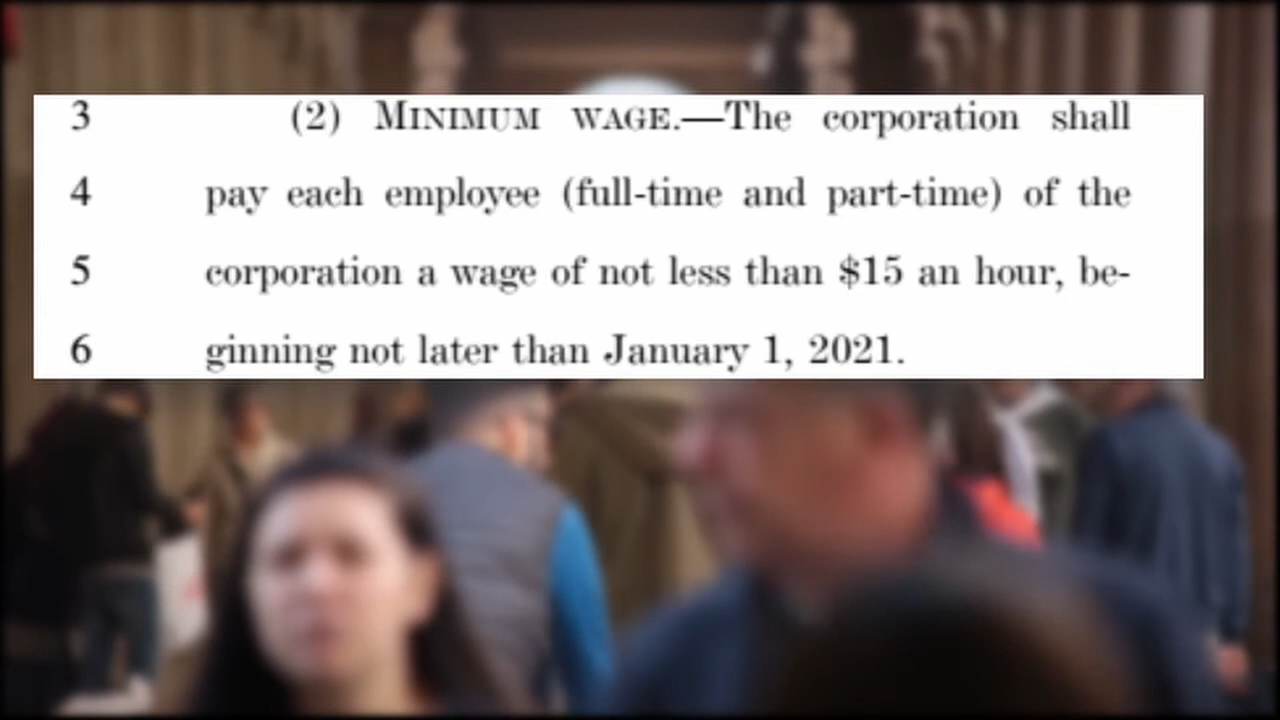 3 (2) MINIMUM WAGE.—The corporation shall
4 pay each employee (full-time and part-time) of the
5 corporation a wage of not less than $15 an hour, be-
6 ginning not later than January 1, 2021.